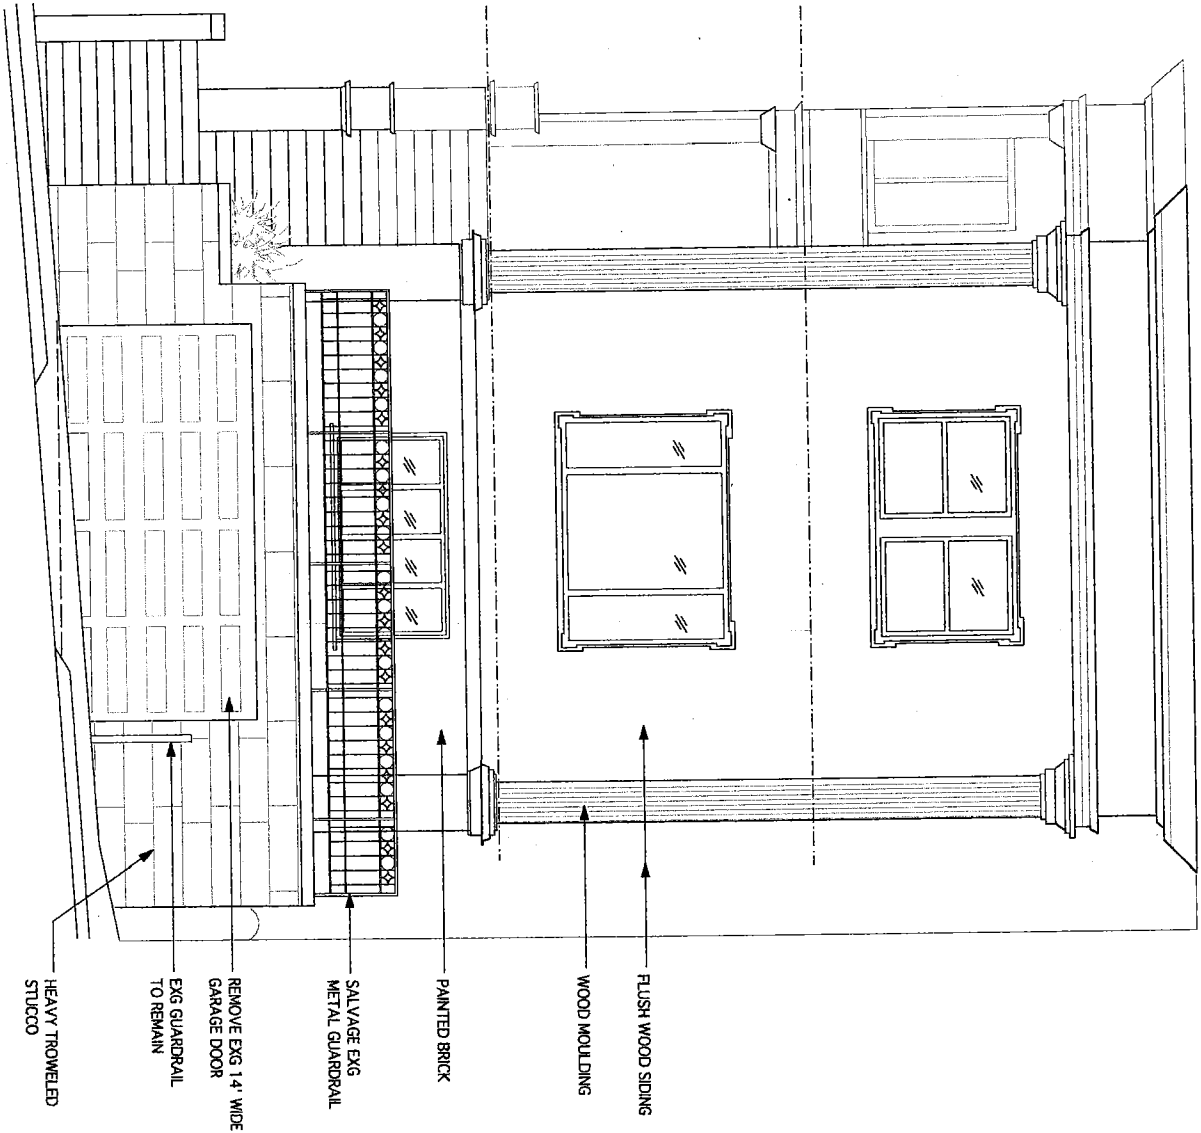 FLUSH WOOD SIDING
WOOD MOULDING
PAINTED BRICK
SALVAGE EXG
METAL GUARDRAIL
REMOVE EXG 14' WIDE
GARAGE DOOR
EXG GUARDRAIL
TO REMAIN
HEAVY TROWELED
STUCCO